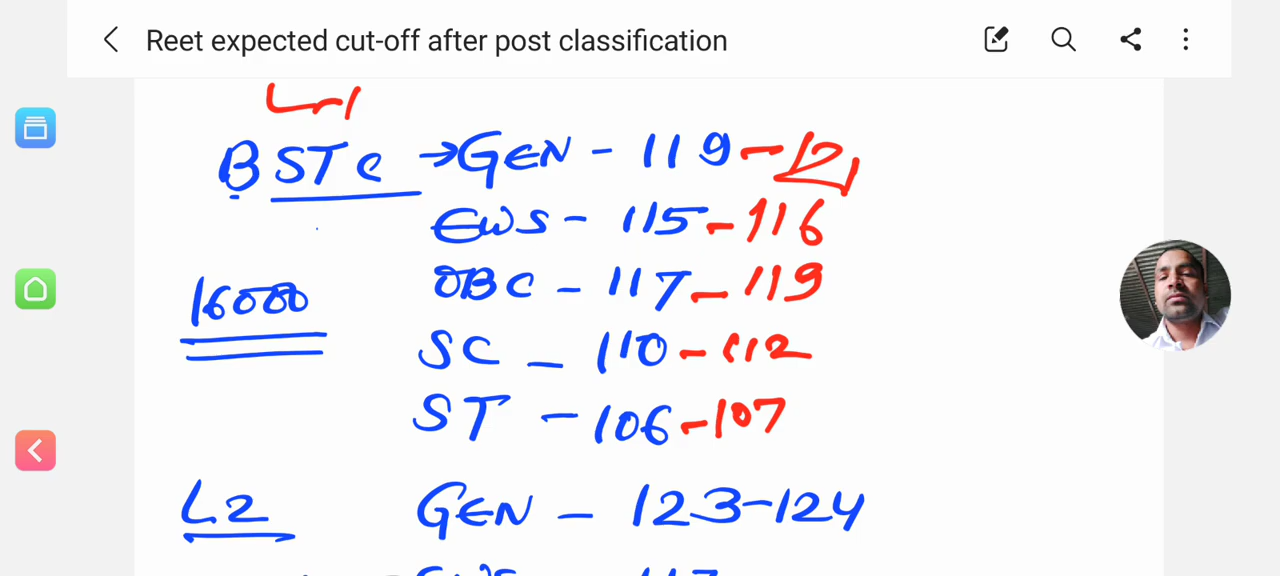 Reet expected cut-off after post classification
L-1
BSTC → GEN - 119 - 121
EWS - 115 - 116
16000
OBC - 117 - 119
SC - 110 - 112
ST - 106 - 107
L2 GEN - 123-124